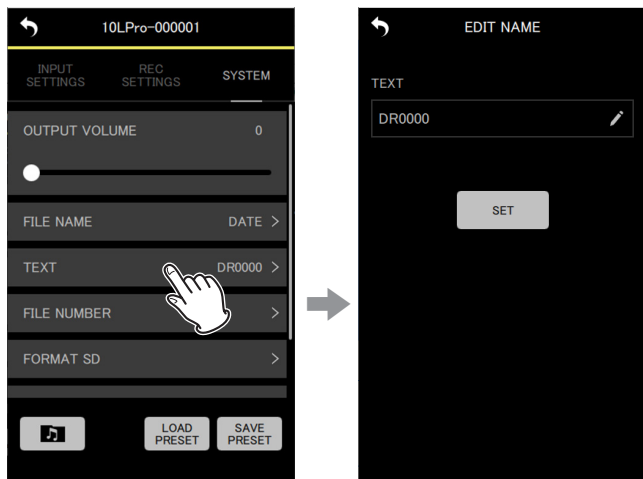 10LPro-000001
INPUT
SETTINGS
REC
SETTINGS
SYSTEM
OUTPUT VOLUME 0
FILE NAME DATE >
TEXT DR0000 >
FILE NUMBER >
FORMAT SD >
LOAD
PRESET
SAVE
PRESET
EDIT NAME
TEXT
DR0000
SET